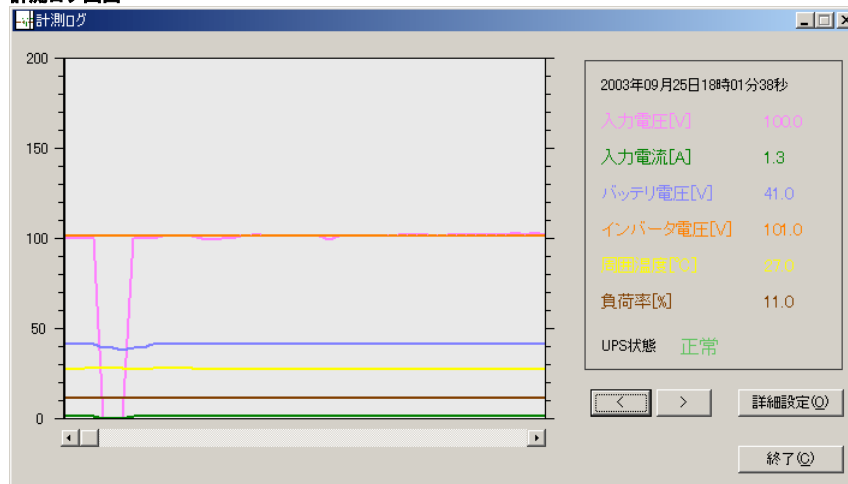 計測ログ
200
150
100
50
0
2003年09月25日18時01分38秒
入力電圧[V] 100.0
入力電流[A] 1.3
バッテリ電圧[V] 41.0
インバータ電圧[V] 101.0
周囲温度[℃] 27.0
負荷率[%] 11.0
UPS状態 正常
< > 詳細設定(O)
終了(C)